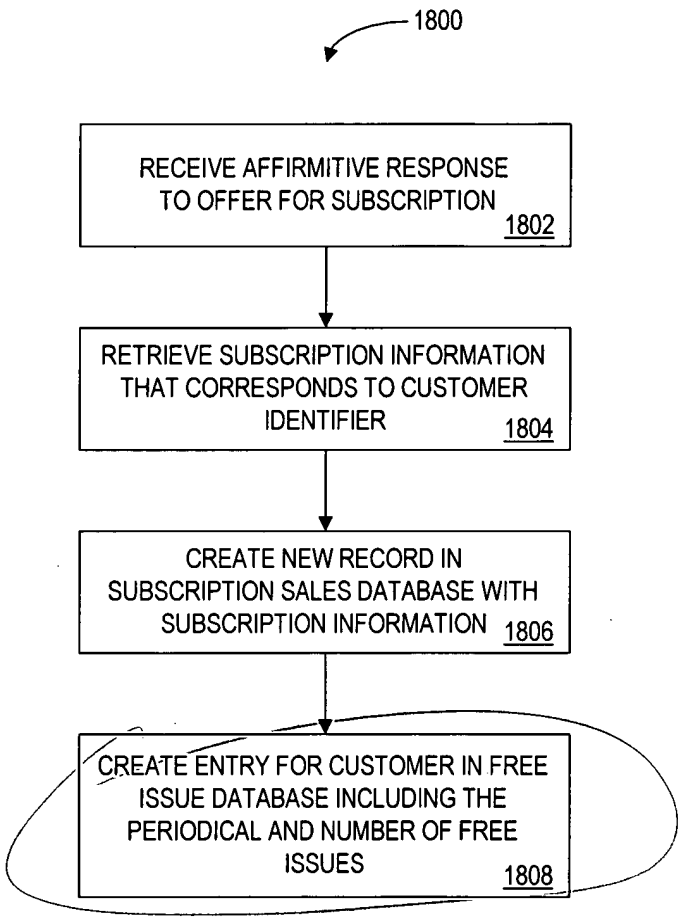 1800
RECEIVE AFFIRMITIVE RESPONSE
TO OFFER FOR SUBSCRIPTION
1802
RETRIEVE SUBSCRIPTION INFORMATION
THAT CORRESPONDS TO CUSTOMER
IDENTIFIER
1804
CREATE NEW RECORD IN
SUBSCRIPTION SALES DATABASE WITH
SUBSCRIPTION INFORMATION
1806
CREATE ENTRY FOR CUSTOMER IN FREE
ISSUE DATABASE INCLUDING THE
PERIODICAL AND NUMBER OF FREE
ISSUES
1808